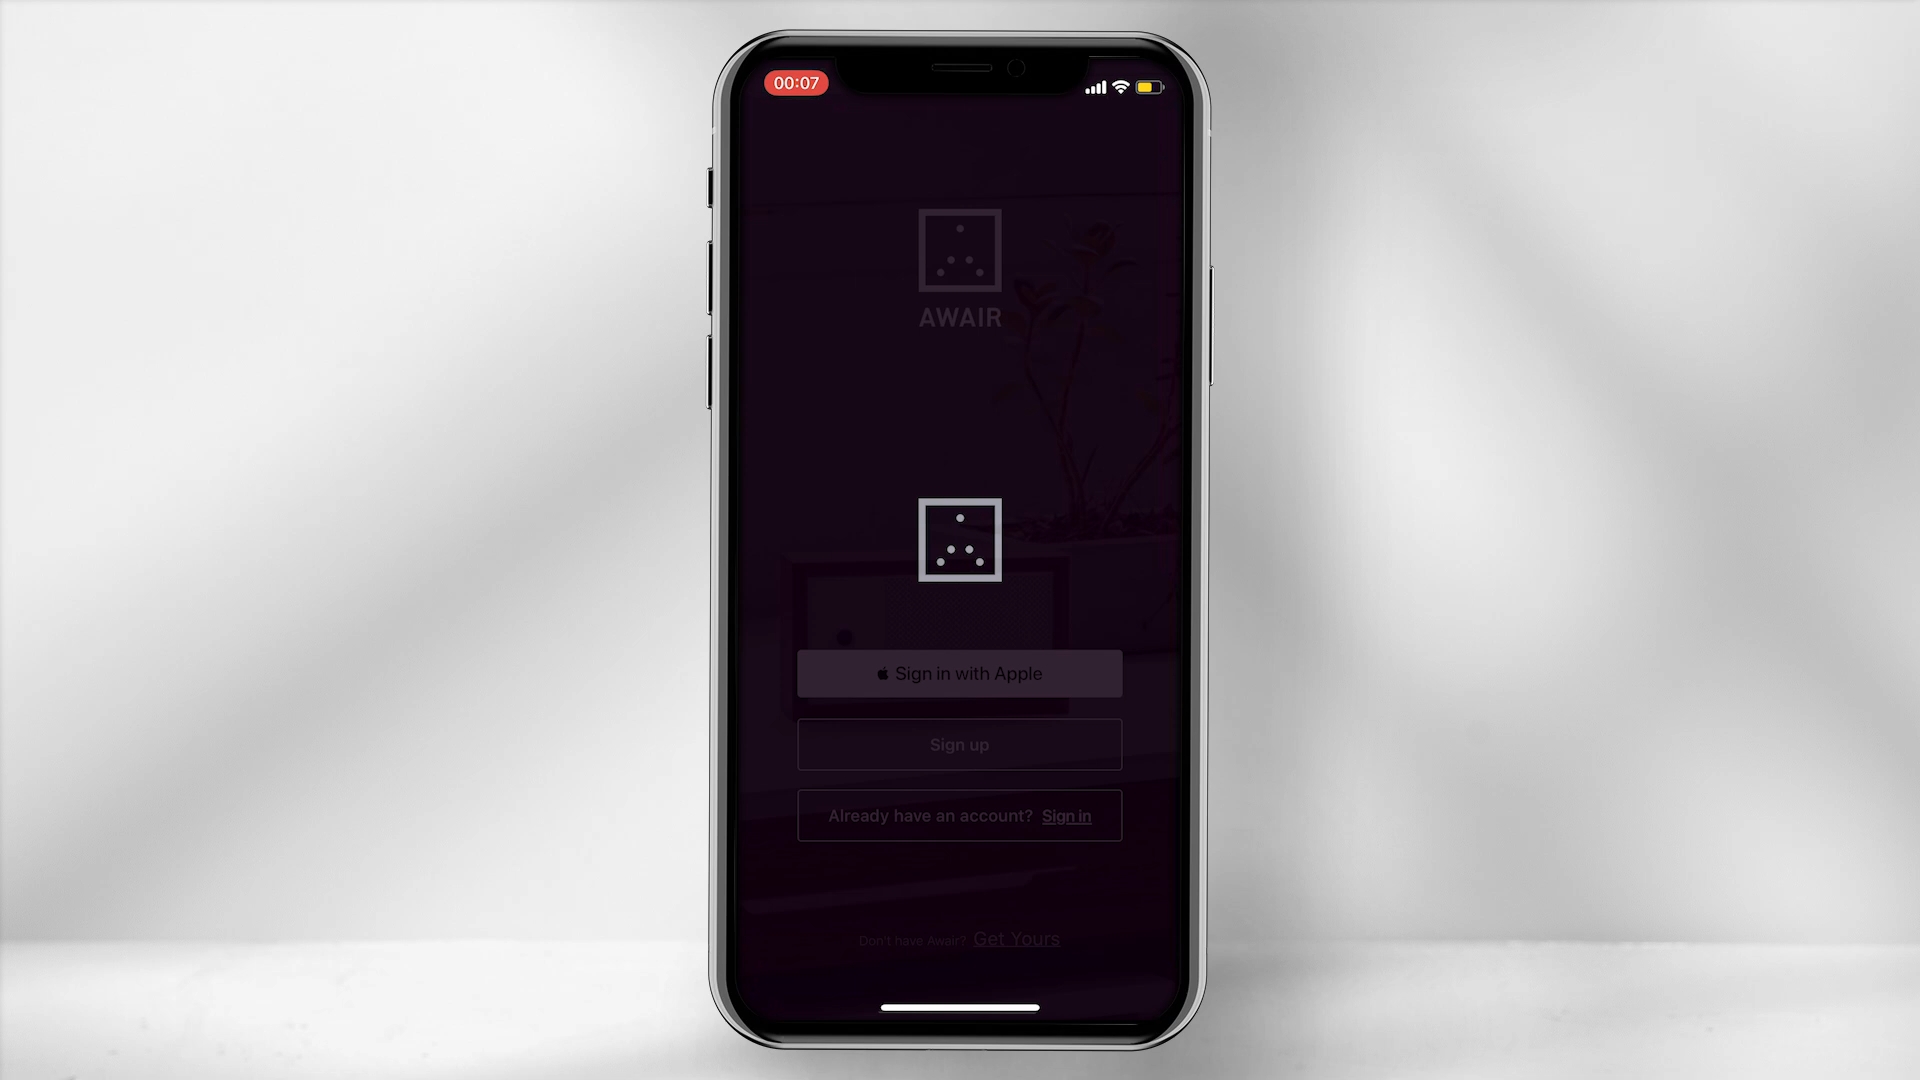 00:07
AWAIR
Sign in with Apple
Sign up
Already have an account? Sign in
Don't have Awair? Get Yours